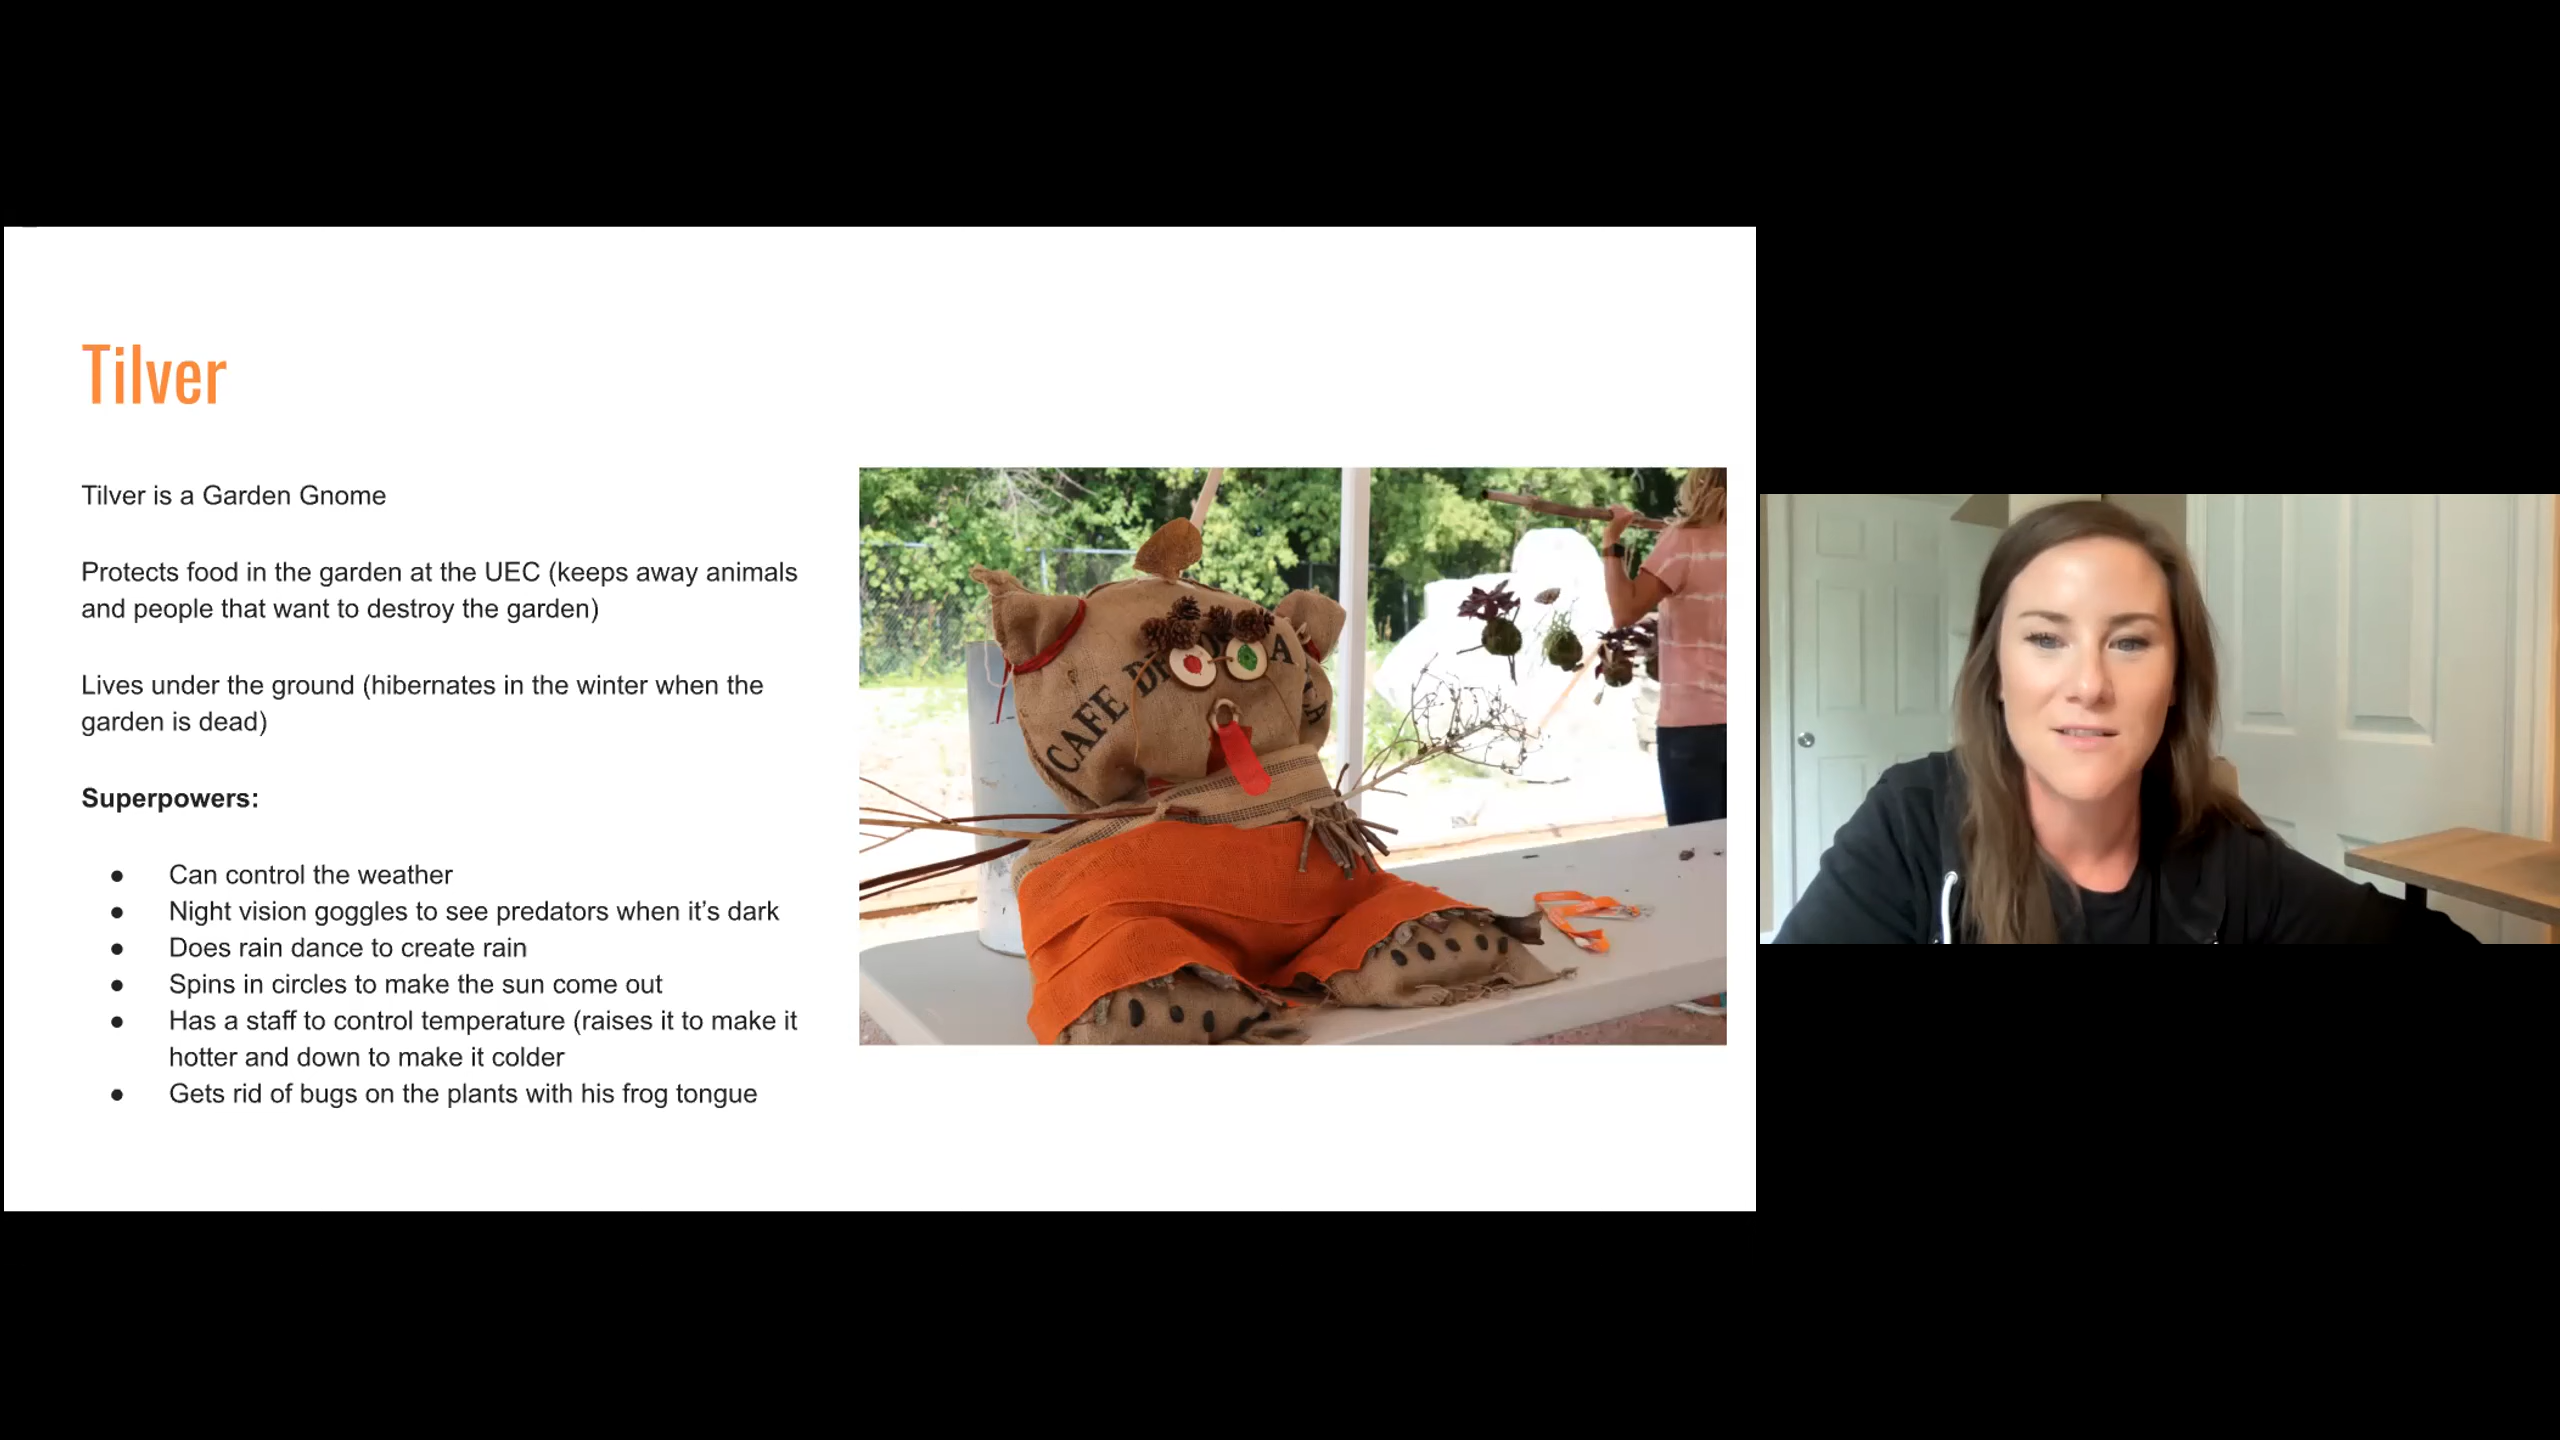 Tilver
Tilver is a Garden Gnome
Protects food in the garden at the UEC (keeps away animals
and people that want to destroy the garden)
Lives under the ground (hibernates in the winter when the
garden is dead)
Superpowers:
● Can control the weather
● Night vision goggles to see predators when it’s dark
● Does rain dance to create rain
● Spins in circles to make the sun come out
● Has a staff to control temperature (raises it to make it
hotter and down to make it colder
● Gets rid of bugs on the plants with his frog tongue
CAFE